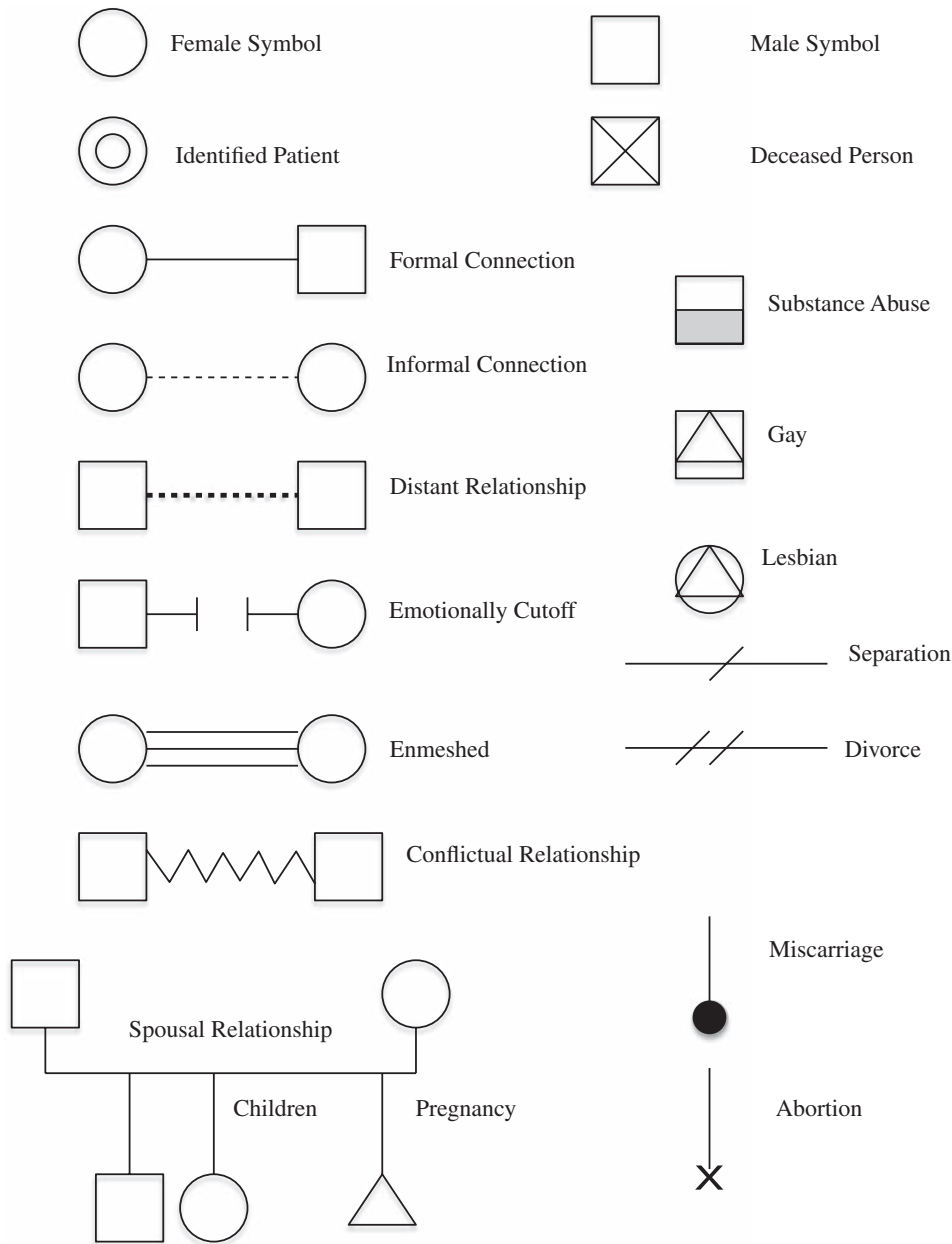 Female Symbol
Male Symbol
Identified Patient
Deceased Person
Formal Connection
Substance Abuse
Informal Connection
Gay
Distant Relationship
Lesbian
Emotionally Cutoff
Separation
Enmeshed
Divorce
Conflictual Relationship
Miscarriage
Spousal Relationship
Children
Pregnancy
Abortion